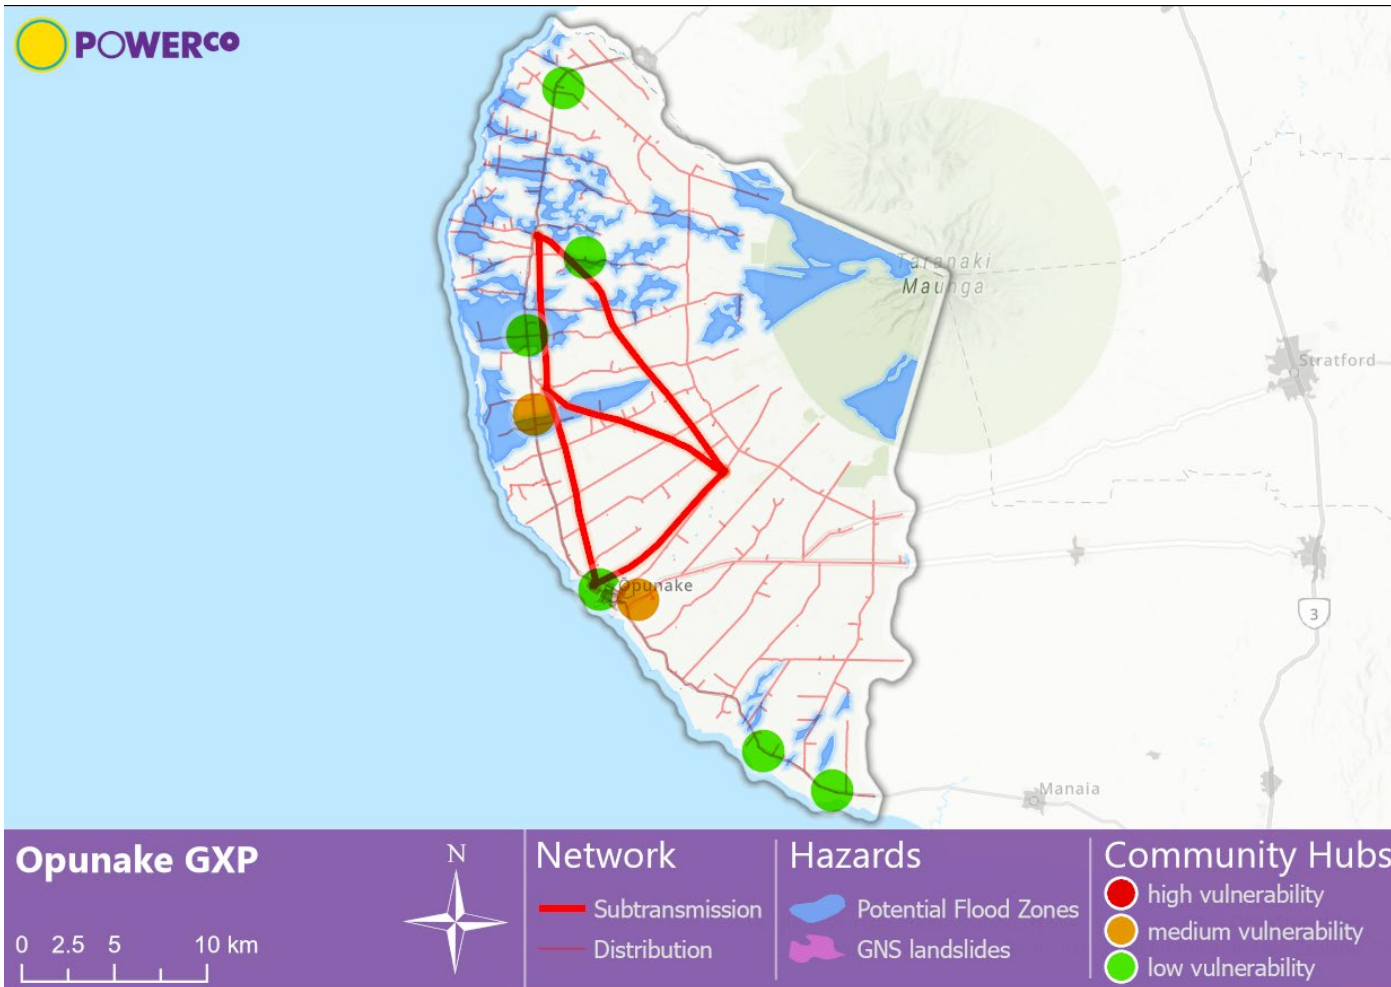 POWERCO
Taranaki
Maunga
Stratford
Opunake
3
Manaia
Opunake GXP
N
0 2.5 5 10 km
Network
Subtransmission
Distribution
Hazards
Potential Flood Zones
GNS landslides
Community Hubs
high vulnerability
medium vulnerability
low vulnerability